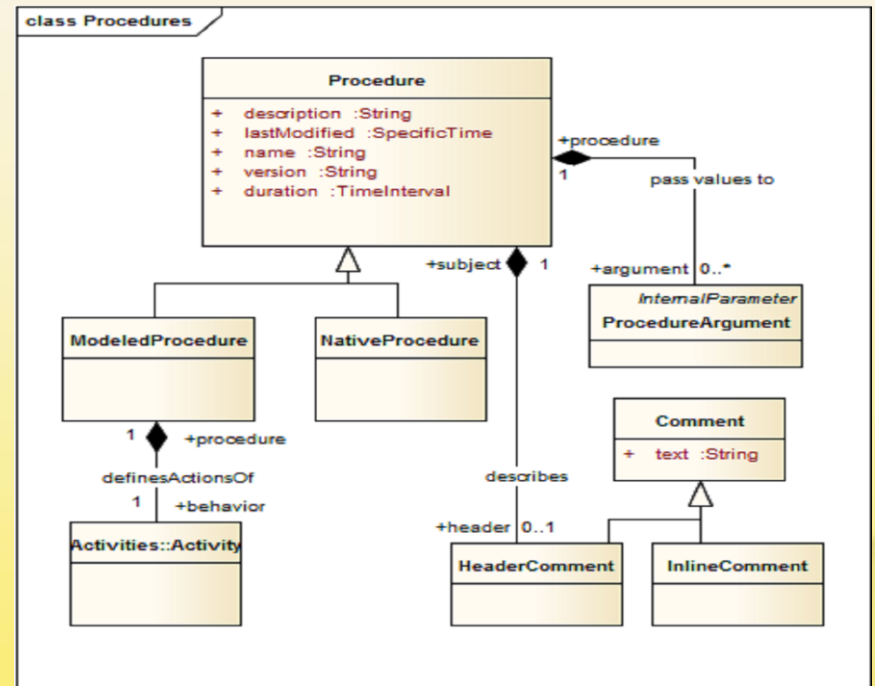 class Procedures
Procedure
+ description :String
+ lastModified :SpecificTime
+ name :String
+ version :String
+ duration :TimeInterval
+procedure
1
pass values to
+argument 0..*
InternalParameter
ProcedureArgument
+subject 1
ModeledProcedure
NativeProcedure
1 +procedure
definesActionsOf
1 +behavior
Activities::Activity
Comment
+ text :String
describes
+header 0..1
HeaderComment
InlineComment